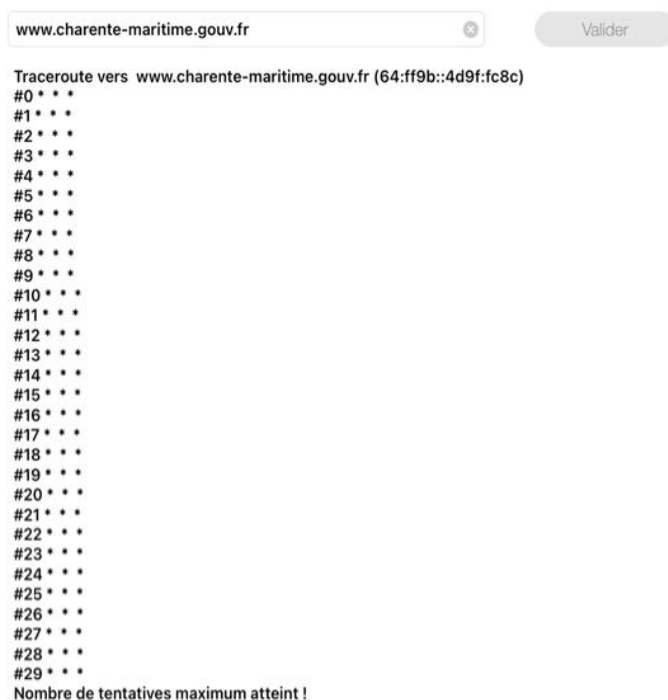 www.charente-maritime.gouv.fr
Valider
Traceroute vers www.charente-maritime.gouv.fr (64:ff9b::4d9f:fc8c)
#0 * * *
#1 * * *
#2 * * *
#3 * * *
#4 * * *
#5 * * *
#6 * * *
#7 * * *
#8 * * *
#9 * * *
#10 * * *
#11 * * *
#12 * * *
#13 * * *
#14 * * *
#15 * * *
#16 * * *
#17 * * *
#18 * * *
#19 * * *
#20 * * *
#21 * * *
#22 * * *
#23 * * *
#24 * * *
#25 * * *
#26 * * *
#27 * * *
#28 * * *
#29 * * *
Nombre de tentatives maximum atteint !